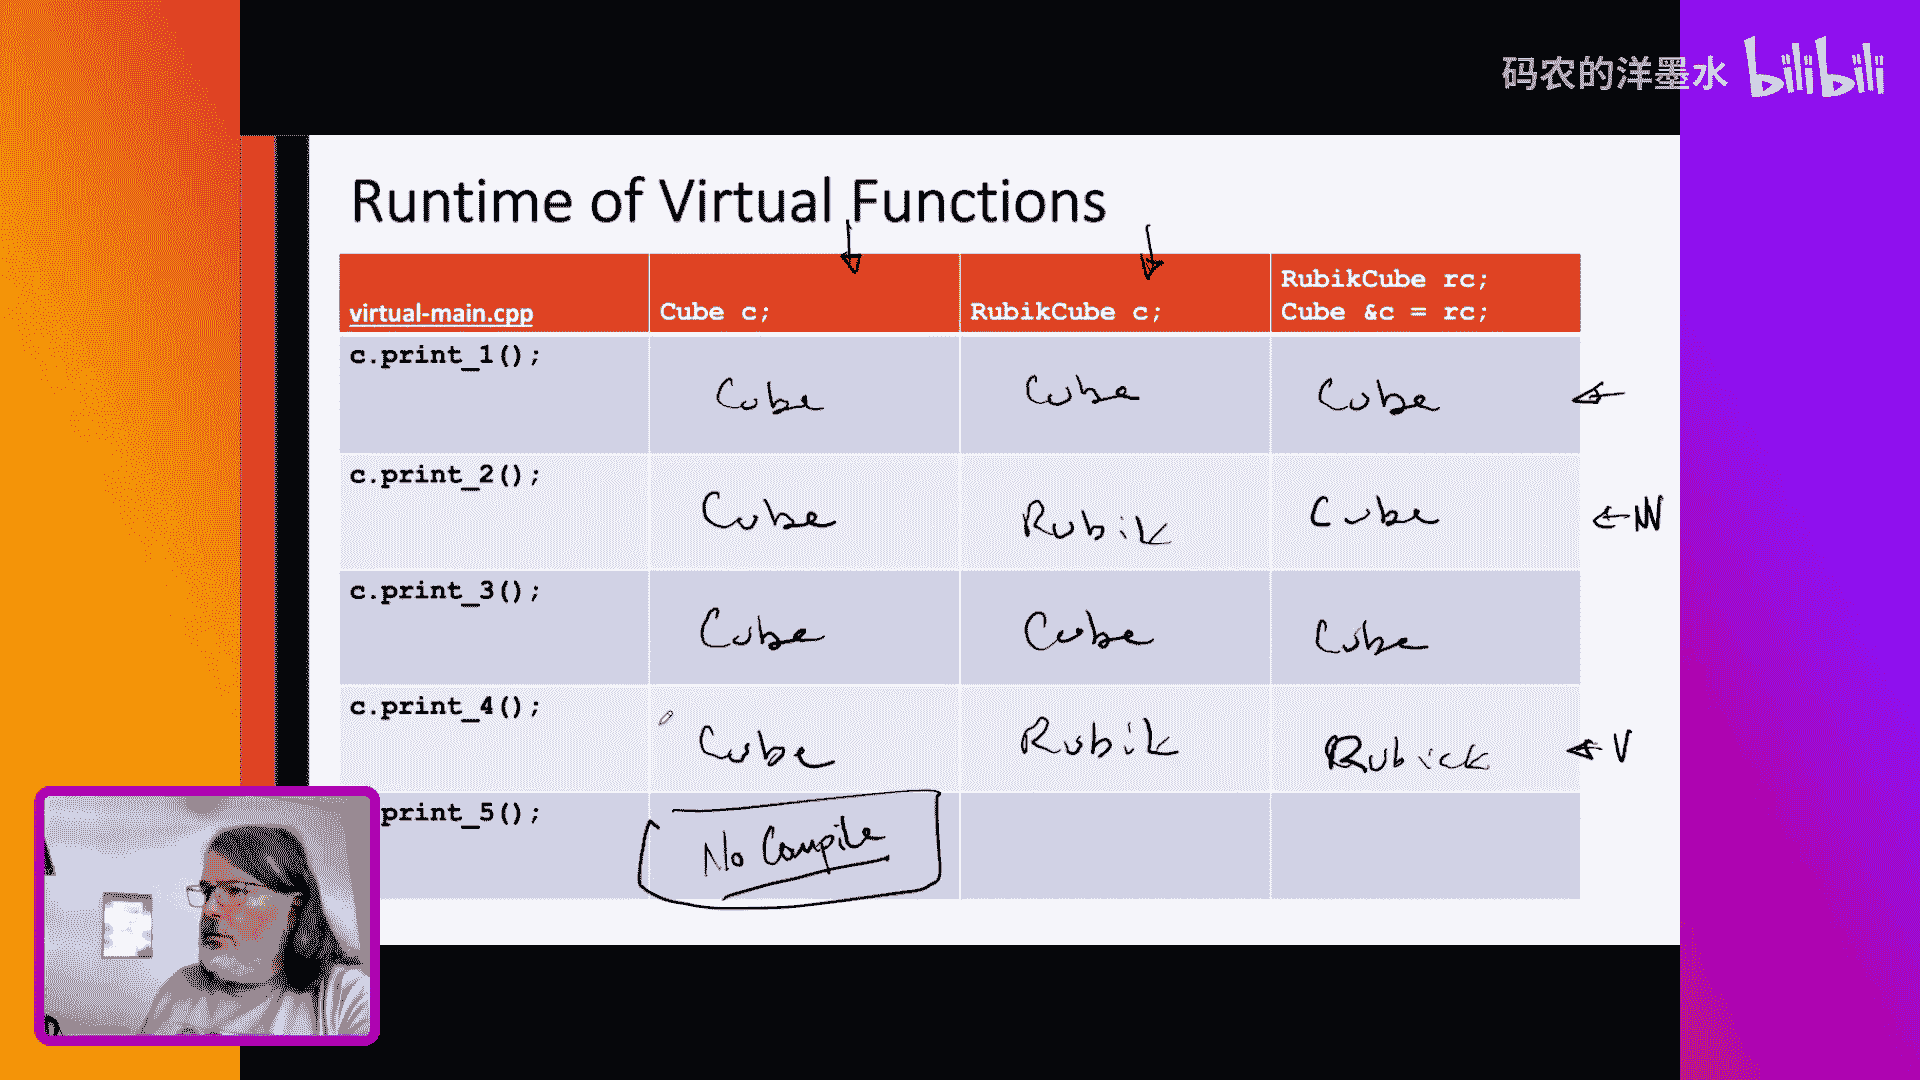 码农的洋墨水 bilibili
Runtime of Virtual Functions
virtual-main.cpp
Cube c;
RubikCube c;
RubikCube rc;
Cube &c = rc;
c.print_1();
Cube
Cube
Cube
c.print_2();
Cube
Rubik
Cube
NV
c.print_3();
Cube
Cube
Cube
c.print_4();
Cube
Rubik
Rubick
V
print_5();
No Compile